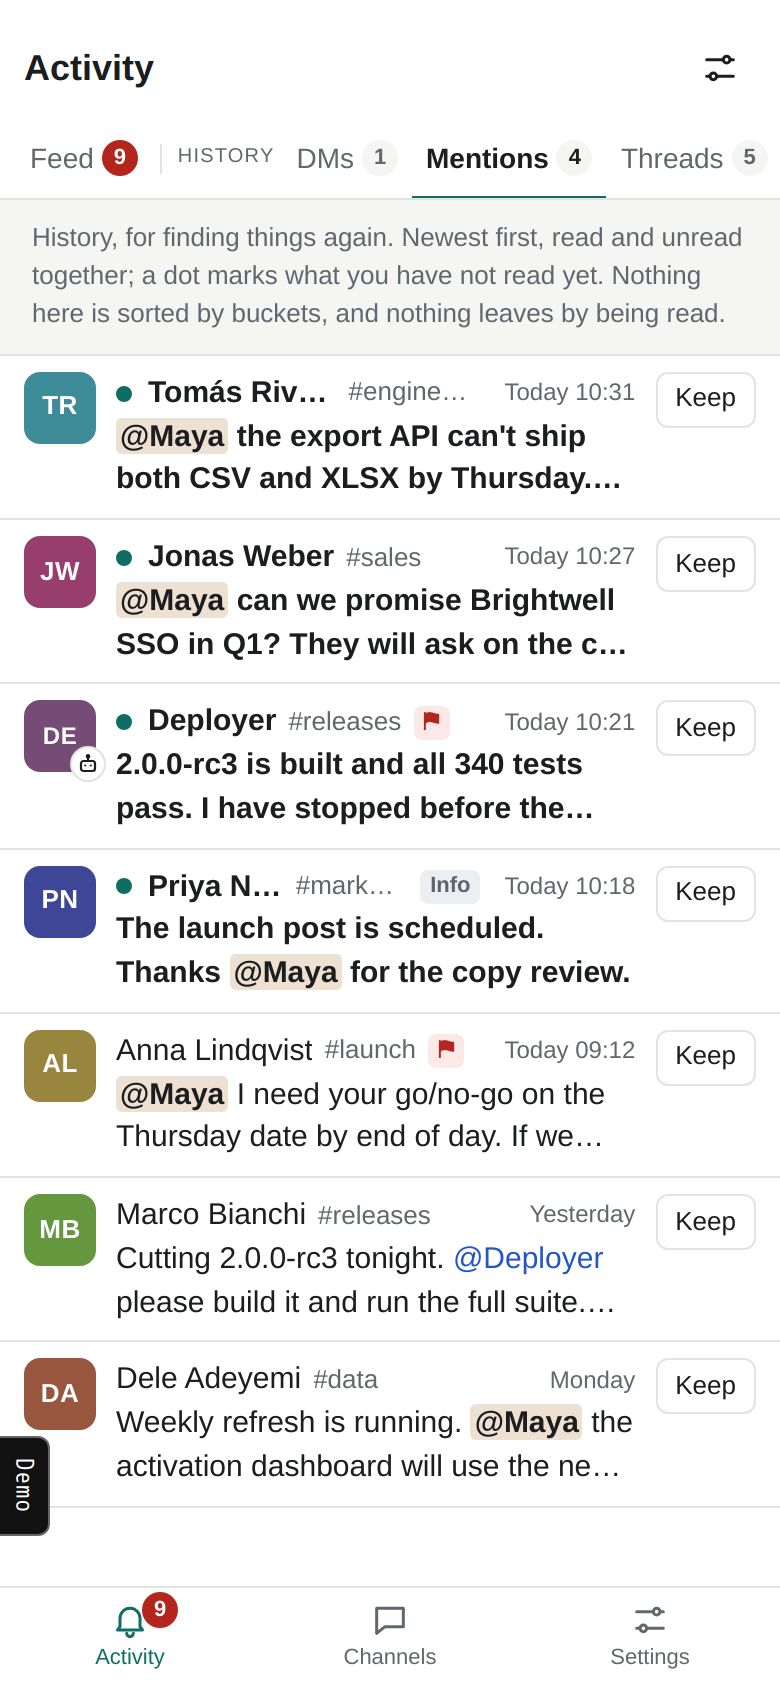 Activity
Feed 9 HISTORY DMs 1 Mentions 4 Threads 5
History, for finding things again. Newest first, read and unread
together; a dot marks what you have not read yet. Nothing
here is sorted by buckets, and nothing leaves by being read.
TR Tomás Riv… #engine… Today 10:31 Keep
@Maya the export API can't ship
both CSV and XLSX by Thursday.…
JW Jonas Weber #sales Today 10:27 Keep
@Maya can we promise Brightwell
SSO in Q1? They will ask on the c…
DE Deployer #releases Today 10:21 Keep
2.0.0-rc3 is built and all 340 tests
pass. I have stopped before the…
PN Priya N… #mark… Info Today 10:18 Keep
The launch post is scheduled.
Thanks @Maya for the copy review.
AL Anna Lindqvist #launch Today 09:12 Keep
@Maya I need your go/no-go on the
Thursday date by end of day. If we…
MB Marco Bianchi #releases Yesterday Keep
Cutting 2.0.0-rc3 tonight. @Deployer
please build it and run the full suite.…
DA Dele Adeyemi #data Monday Keep
Weekly refresh is running. @Maya the
activation dashboard will use the ne…
Demo
9
Activity Channels Settings